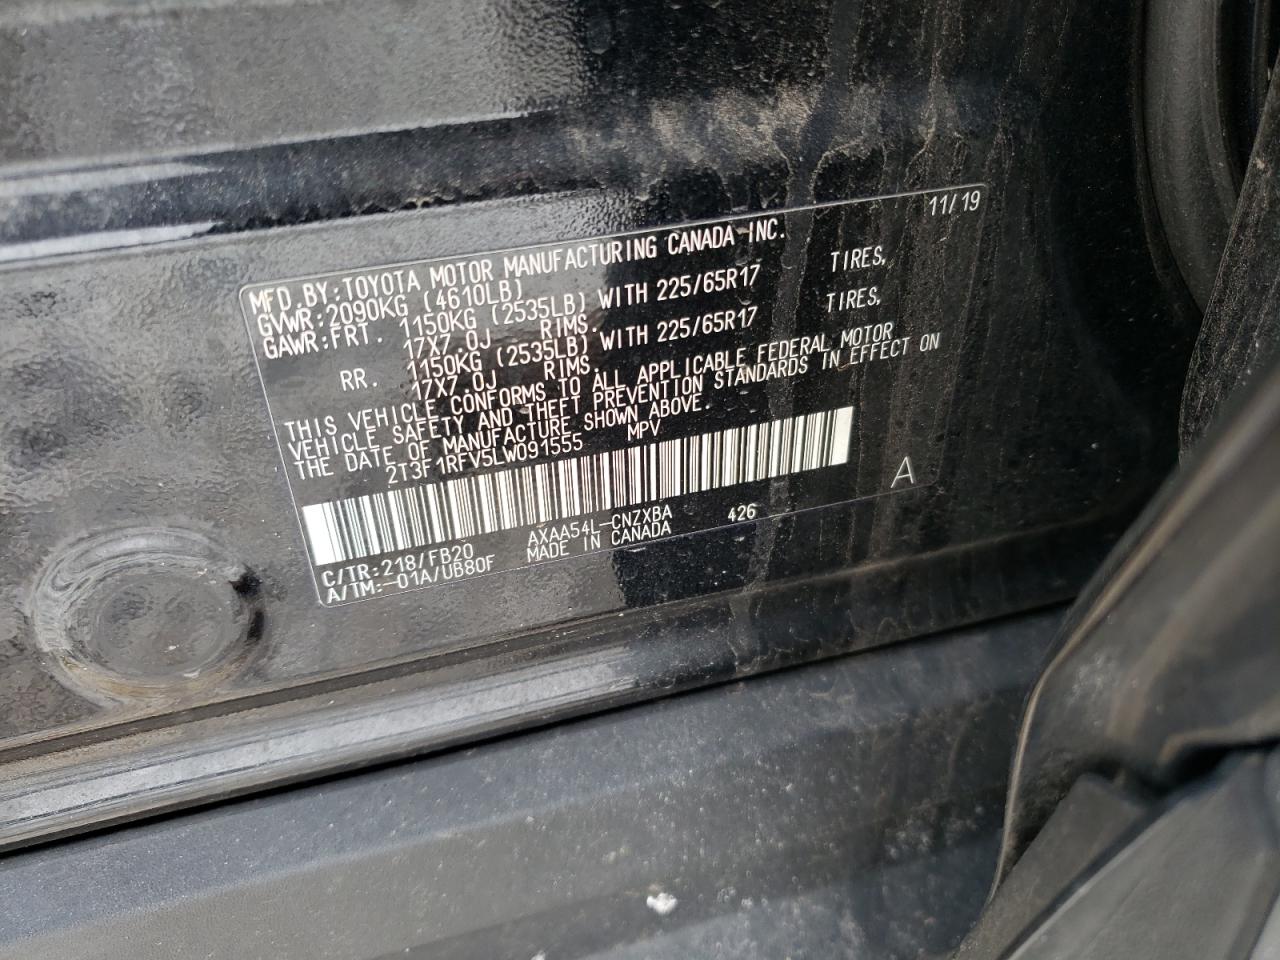 11/19
MFD.BY:TOYOTA MOTOR MANUFACTURING CANADA INC.
GVWR:2090KG (4610LB)
GAWR:FRT. 1150KG (2535LB) WITH 225/65R17 TIRES,
17X7.0J RIMS.
RR. 1150KG (2535LB) WITH 225/65R17 TIRES,
17X7.0J RIMS.
THIS VEHICLE CONFORMS TO ALL APPLICABLE FEDERAL MOTOR
VEHICLE SAFETY AND THEFT PREVENTION STANDARDS IN EFFECT ON
THE DATE OF MANUFACTURE SHOWN ABOVE.
2T3F1RFV5LW091555 MPV
A
C/TR:218/FB20 AXAA54L-CNZXBA 426
A/TM:-01A/UB80F MADE IN CANADA